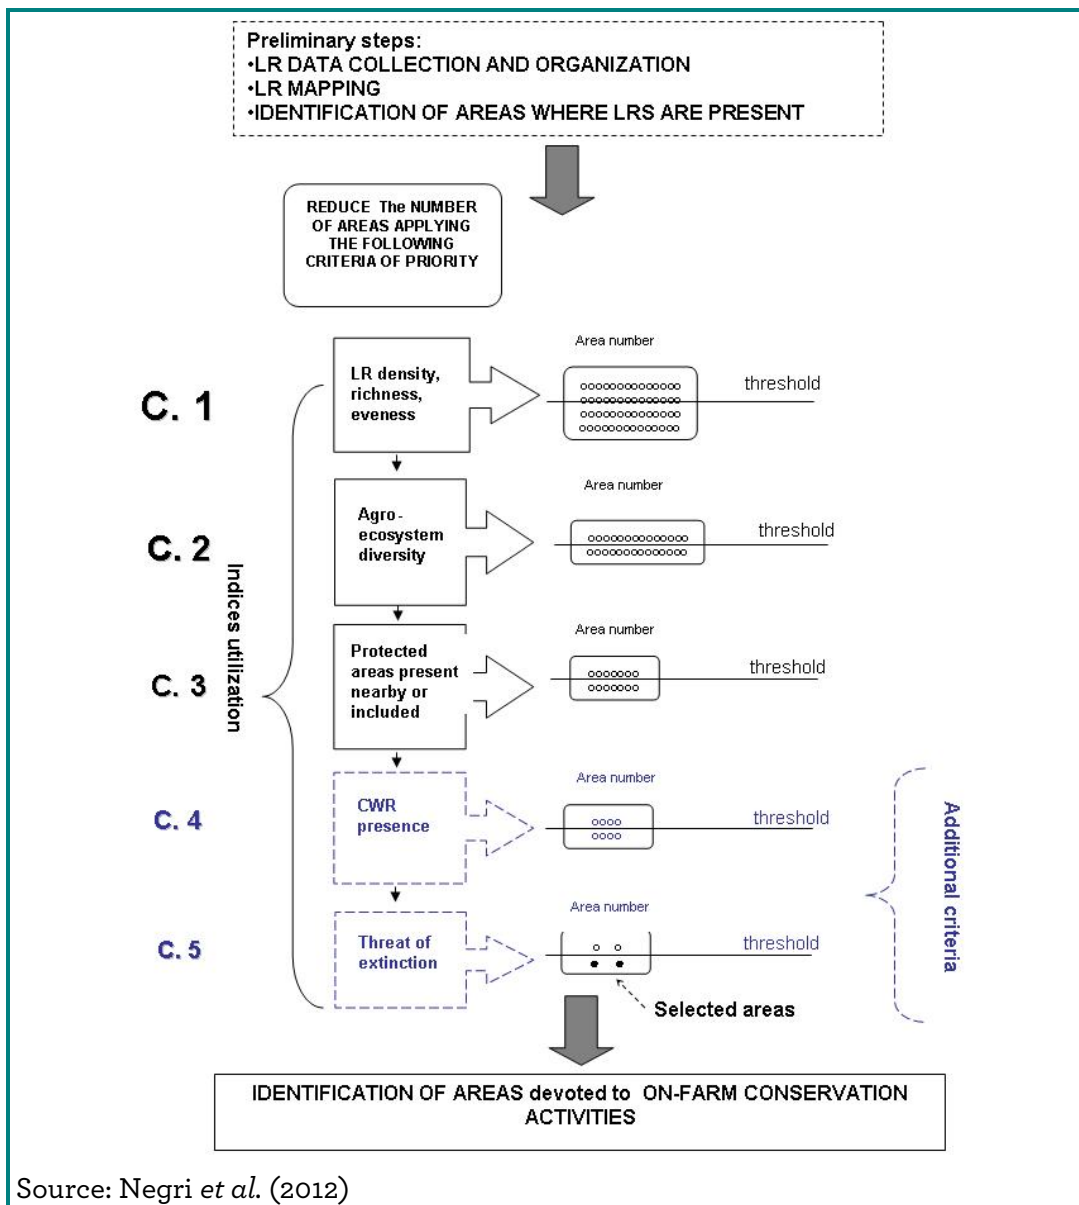 Preliminary steps:
•LR DATA COLLECTION AND ORGANIZATION
•LR MAPPING
•IDENTIFICATION OF AREAS WHERE LRS ARE PRESENT
REDUCE The NUMBER
OF AREAS APPLYING
THE FOLLOWING
CRITERIA OF PRIORITY
C. 1
LR density,
richness,
eveness
Area number
threshold
C. 2
Agro-
ecosystem
diversity
Area number
threshold
Indices utilization
C. 3
Protected
areas present
nearby or
included
Area number
threshold
C. 4
CWR
presence
Area number
threshold
Additional criteria
C. 5
Threat of
extinction
Area number
threshold
Selected areas
IDENTIFICATION OF AREAS devoted to ON-FARM CONSERVATION
ACTIVITIES
Source: Negri et al. (2012)